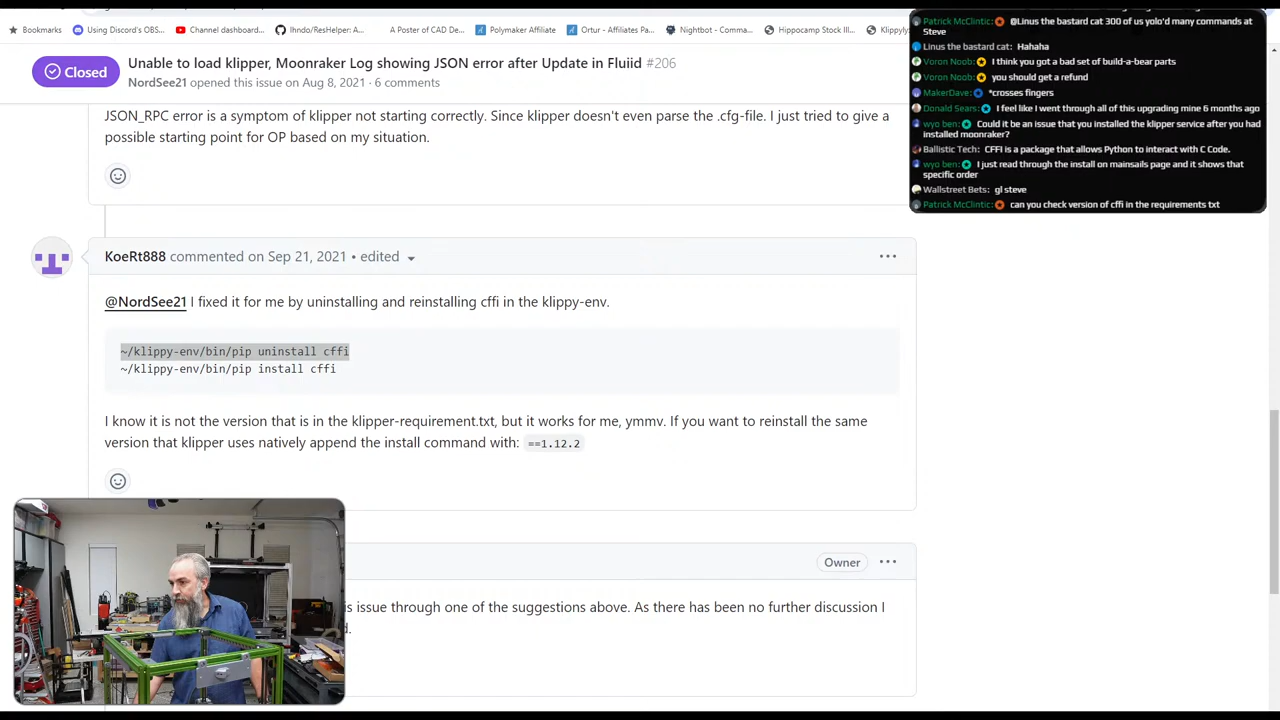 Bookmarks
Using Discord's OBS...
Channel dashboard...
lhndo/ResHelper: A...
A Poster of CAD De...
Polymaker Affiliate
Ortur - Affiliates Pa...
Nightbot - Comma...
Hippocamp Stock III...
Klippylyzer
Closed
Unable to load klipper, Moonraker Log showing JSON error after Update in Fluiid #206
NordSee21 opened this issue on Aug 8, 2021 · 6 comments
JSON_RPC error is a symptom of klipper not starting correctly. Since klipper doesn't even parse the .cfg-file. I just tried to give a
possible starting point for OP based on my situation.
KoeRt888 commented on Sep 21, 2021 • edited
@NordSee21 I fixed it for me by uninstalling and reinstalling cffi in the klippy-env.
~/klippy-env/bin/pip uninstall cffi
~/klippy-env/bin/pip install cffi
I know it is not the version that is in the klipper-requirement.txt, but it works for me, ymmv. If you want to reinstall the same
version that klipper uses natively append the install command with: ==1.12.2
Owner
is issue through one of the suggestions above. As there has been no further discussion I
d.
Patrick McClintic: @Linus the bastard cat 300 of us yolo'd many commands at
Steve
Linus the bastard cat: Hahaha
Voron Noob: I think you got a bad set of build-a-bear parts
Voron Noob: you should get a refund
MakerDave: *crosses fingers
Donald Sears: I feel like I went through all of this upgrading mine 6 months ago
wyo ben: Could it be an issue that you installed the klipper service after you had
installed moonraker?
Ballistic Tech: CFFI is a package that allows Python to interact with C Code.
wyo ben: I just read through the install on mainsails page and it shows that
specific order
Wallstreet Bets: gl steve
Patrick McClintic: can you check version of cffi in the requirements txt